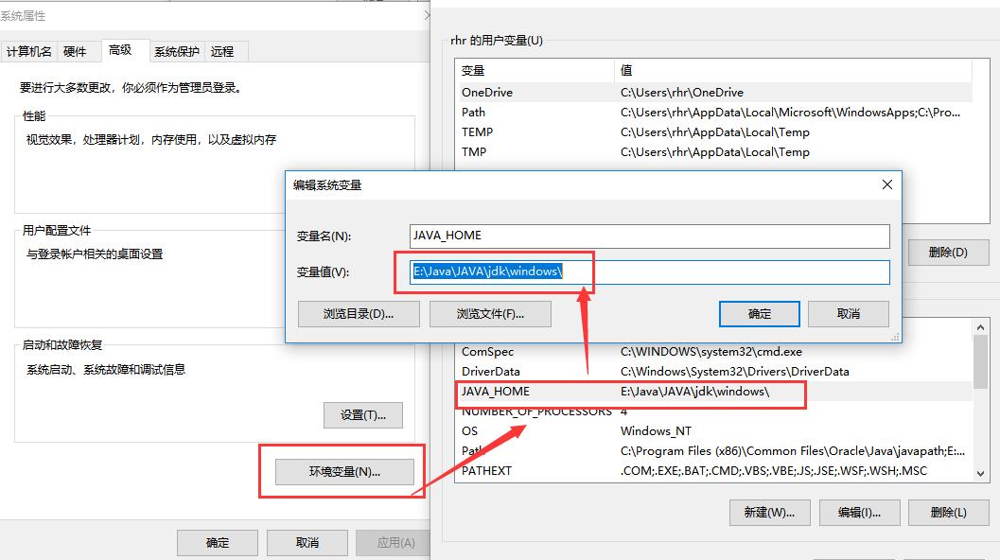 系统属性
计算机名 硬件 高级 系统保护 远程
要进行大多数更改，你必须作为管理员登录。
性能
视觉效果，处理器计划，内存使用，以及虚拟内存
用户配置文件
与登录帐户相关的桌面设置
启动和故障恢复
系统启动、系统故障和调试信息
设置(T)...
环境变量(N)...
确定 取消 应用(A)
rhr 的用户变量(U)
变量 值
OneDrive C:\Users\rhr\OneDrive
Path C:\Users\rhr\AppData\Local\Microsoft\WindowsApps;C:\Pro...
TEMP C:\Users\rhr\AppData\Local\Temp
TMP C:\Users\rhr\AppData\Local\Temp
删除(D)
编辑系统变量
变量名(N): JAVA_HOME
变量值(V): E:\Java\JAVA\jdk\windows\
浏览目录(D)... 浏览文件(F)... 确定 取消
ComSpec C:\WINDOWS\system32\cmd.exe
DriverData C:\Windows\System32\Drivers\DriverData
JAVA_HOME E:\Java\JAVA\jdk\windows\
NUMBER_OF_PROCESSORS 4
OS Windows_NT
Path C:\Program Files (x86)\Common Files\Oracle\Java\javapath;E:...
PATHEXT .COM;.EXE;.BAT;.CMD;.VBS;.VBE;.JS;.JSE;.WSF;.WSH;.MSC
新建(W)... 编辑(I)... 删除(L)